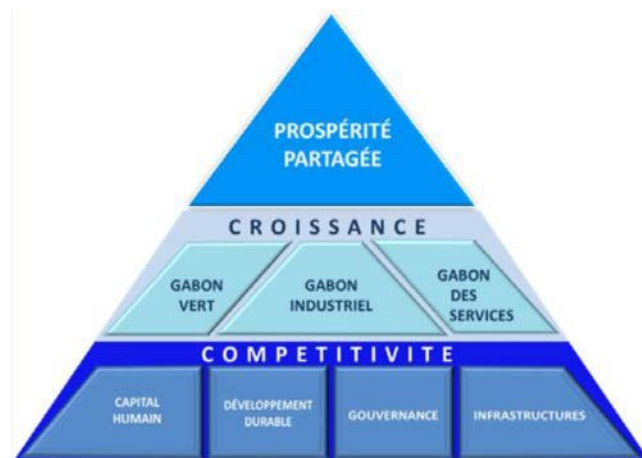 PROSPÉRITÉ
PARTAGÉE
CROISSANCE
GABON
VERT
GABON
INDUSTRIEL
GABON
DES
SERVICES
COMPETITIVITE
CAPITAL
HUMAIN
DÉVELOPPEMENT
DURABLE
GOUVERNANCE
INFRASTRUCTURES